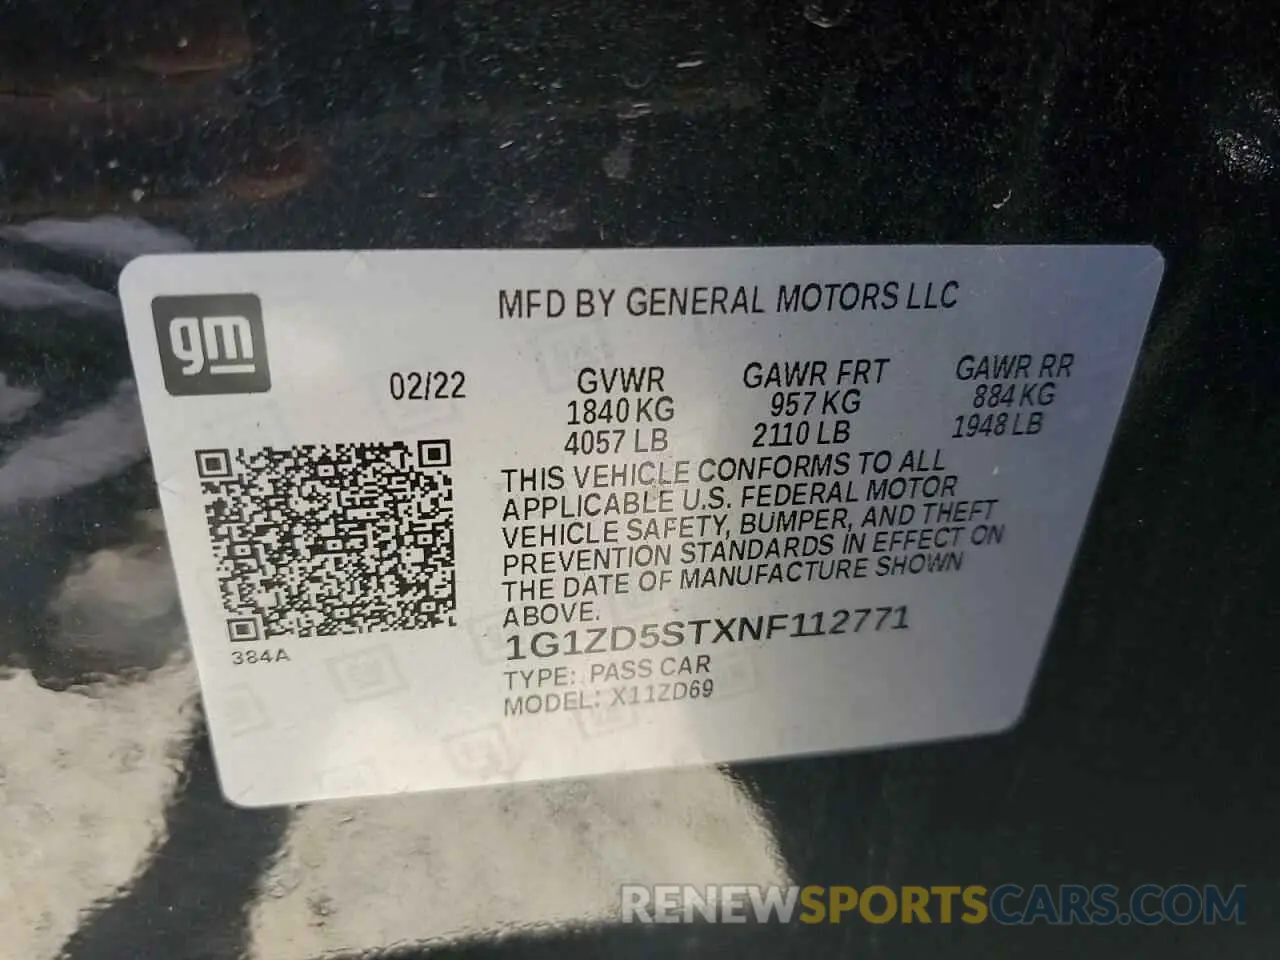 MFD BY GENERAL MOTORS LLC
gm
02/22
GVWR GAWR FRT GAWR RR
1840 KG 957 KG 884 KG
4057 LB 2110 LB 1948 LB
THIS VEHICLE CONFORMS TO ALL
APPLICABLE U.S. FEDERAL MOTOR
VEHICLE SAFETY, BUMPER, AND THEFT
PREVENTION STANDARDS IN EFFECT ON
THE DATE OF MANUFACTURE SHOWN
ABOVE.
384A
1G1ZD5STXNF112771
TYPE: PASS CAR
MODEL: X11ZD69
RENEWSPORTSCARS.COM